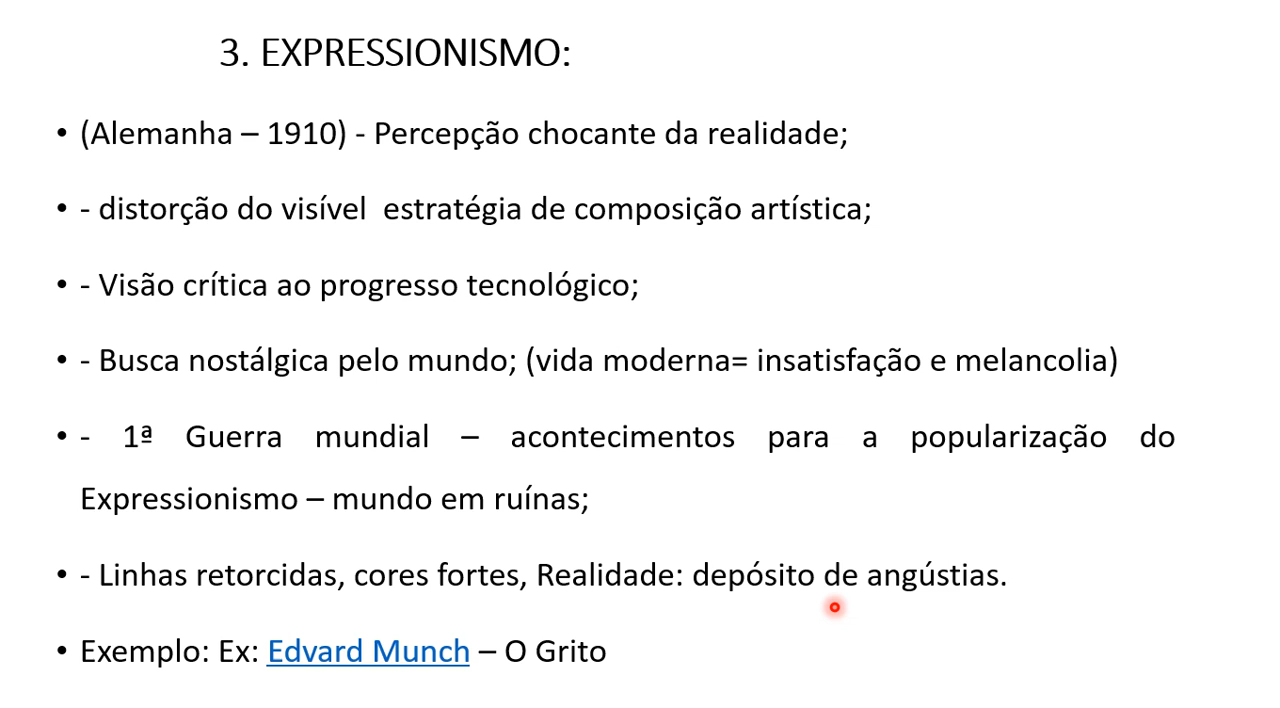 3. EXPRESSIONISMO:
• (Alemanha – 1910) - Percepção chocante da realidade;
• - distorção do visível  estratégia de composição artística;
• - Visão crítica ao progresso tecnológico;
• - Busca nostálgica pelo mundo; (vida moderna= insatisfação e melancolia)
• - 1ª Guerra mundial – acontecimentos para a popularização do
Expressionismo – mundo em ruínas;
• - Linhas retorcidas, cores fortes, Realidade: depósito de angústias.
• Exemplo: Ex: Edvard Munch – O Grito